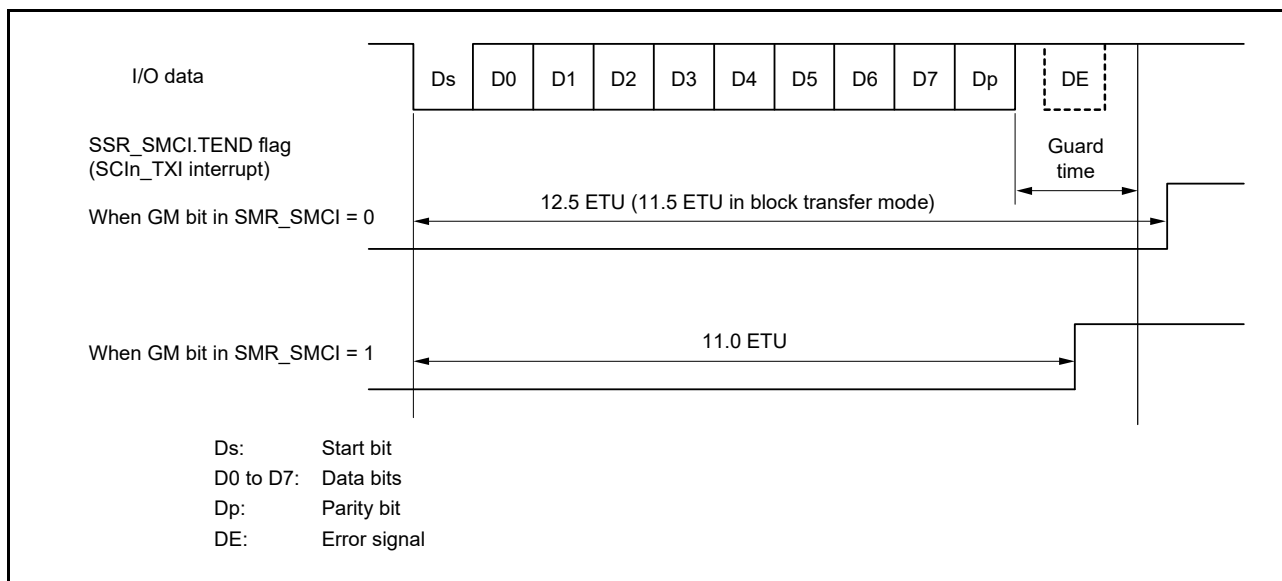 I/O data
Ds D0 D1 D2 D3 D4 D5 D6 D7 Dp DE
SSR_SMCI.TEND flag
(SCIn_TXI interrupt)
Guard
time
When GM bit in SMR_SMCI = 0
12.5 ETU (11.5 ETU in block transfer mode)
When GM bit in SMR_SMCI = 1
11.0 ETU
Ds: Start bit
D0 to D7: Data bits
Dp: Parity bit
DE: Error signal